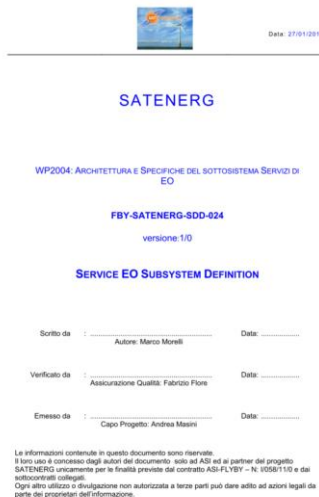 Data: 27/01/201
SATENERG
WP2004: ARCHITETTURA E SPECIFICHE DEL SOTTOSISTEMA SERVIZI DI
EO
FBY-SATENERG-SDD-024
versione:1/0
SERVICE EO SUBSYSTEM DEFINITION
Scritto da : ........................................................ Data: ..................
Autore: Marco Morelli
Verificato da : ........................................................ Data: ..................
Assicurazione Qualità: Fabrizio Flore
Emesso da : ........................................................ Data: ..................
Capo Progetto: Andrea Masini
Le informazioni contenute in questo documento sono riservate.
Il loro uso è concesso dagli autori del documento solo ad ASI ed ai partner del progetto
SATENERG unicamente per le finalità previste dal contratto ASI-FLYBY – N: I/058/11/0 e dai
sottocontratti collegati.
Ogni altro utilizzo o divulgazione non autorizzata a terze parti può dare adito ad azioni legali da
parte dei proprietari dell'informazione.